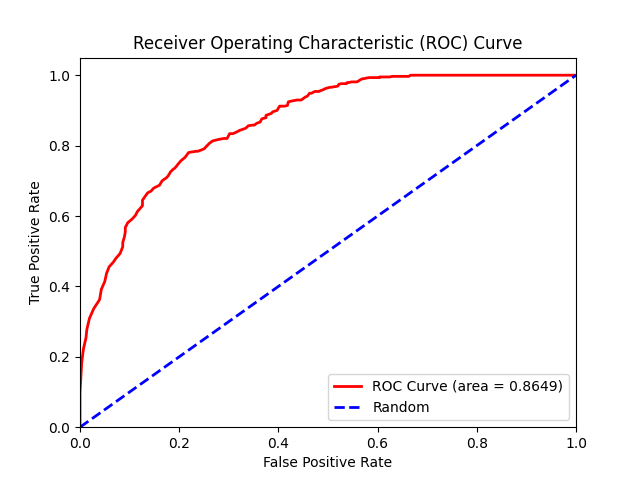 Receiver Operating Characteristic (ROC) Curve
True Positive Rate
1.0
0.8
0.6
0.4
0.2
0.0
0.0 0.2 0.4 0.6 0.8 1.0
False Positive Rate
ROC Curve (area = 0.8649)
Random